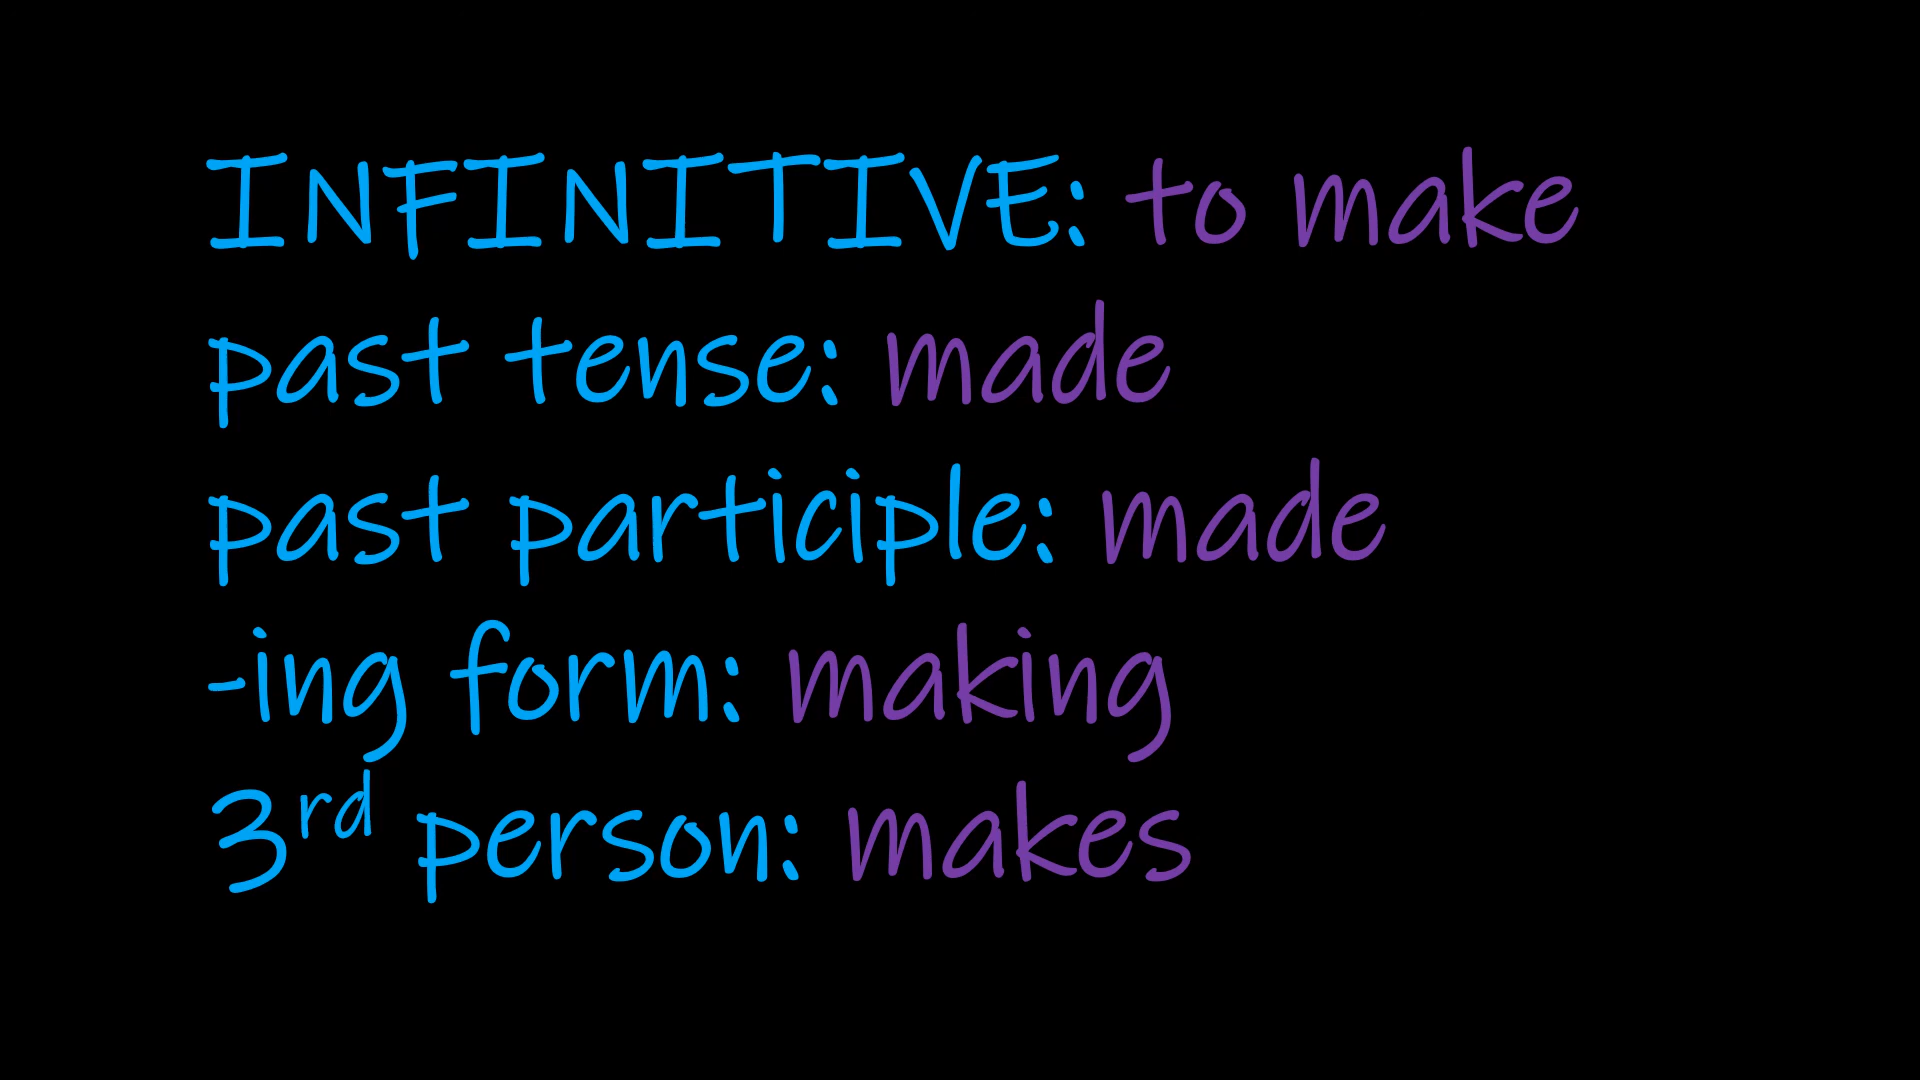 INFINITIVE: to make
past tense: made
past participle: made
-ing form: making
3rd person: makes